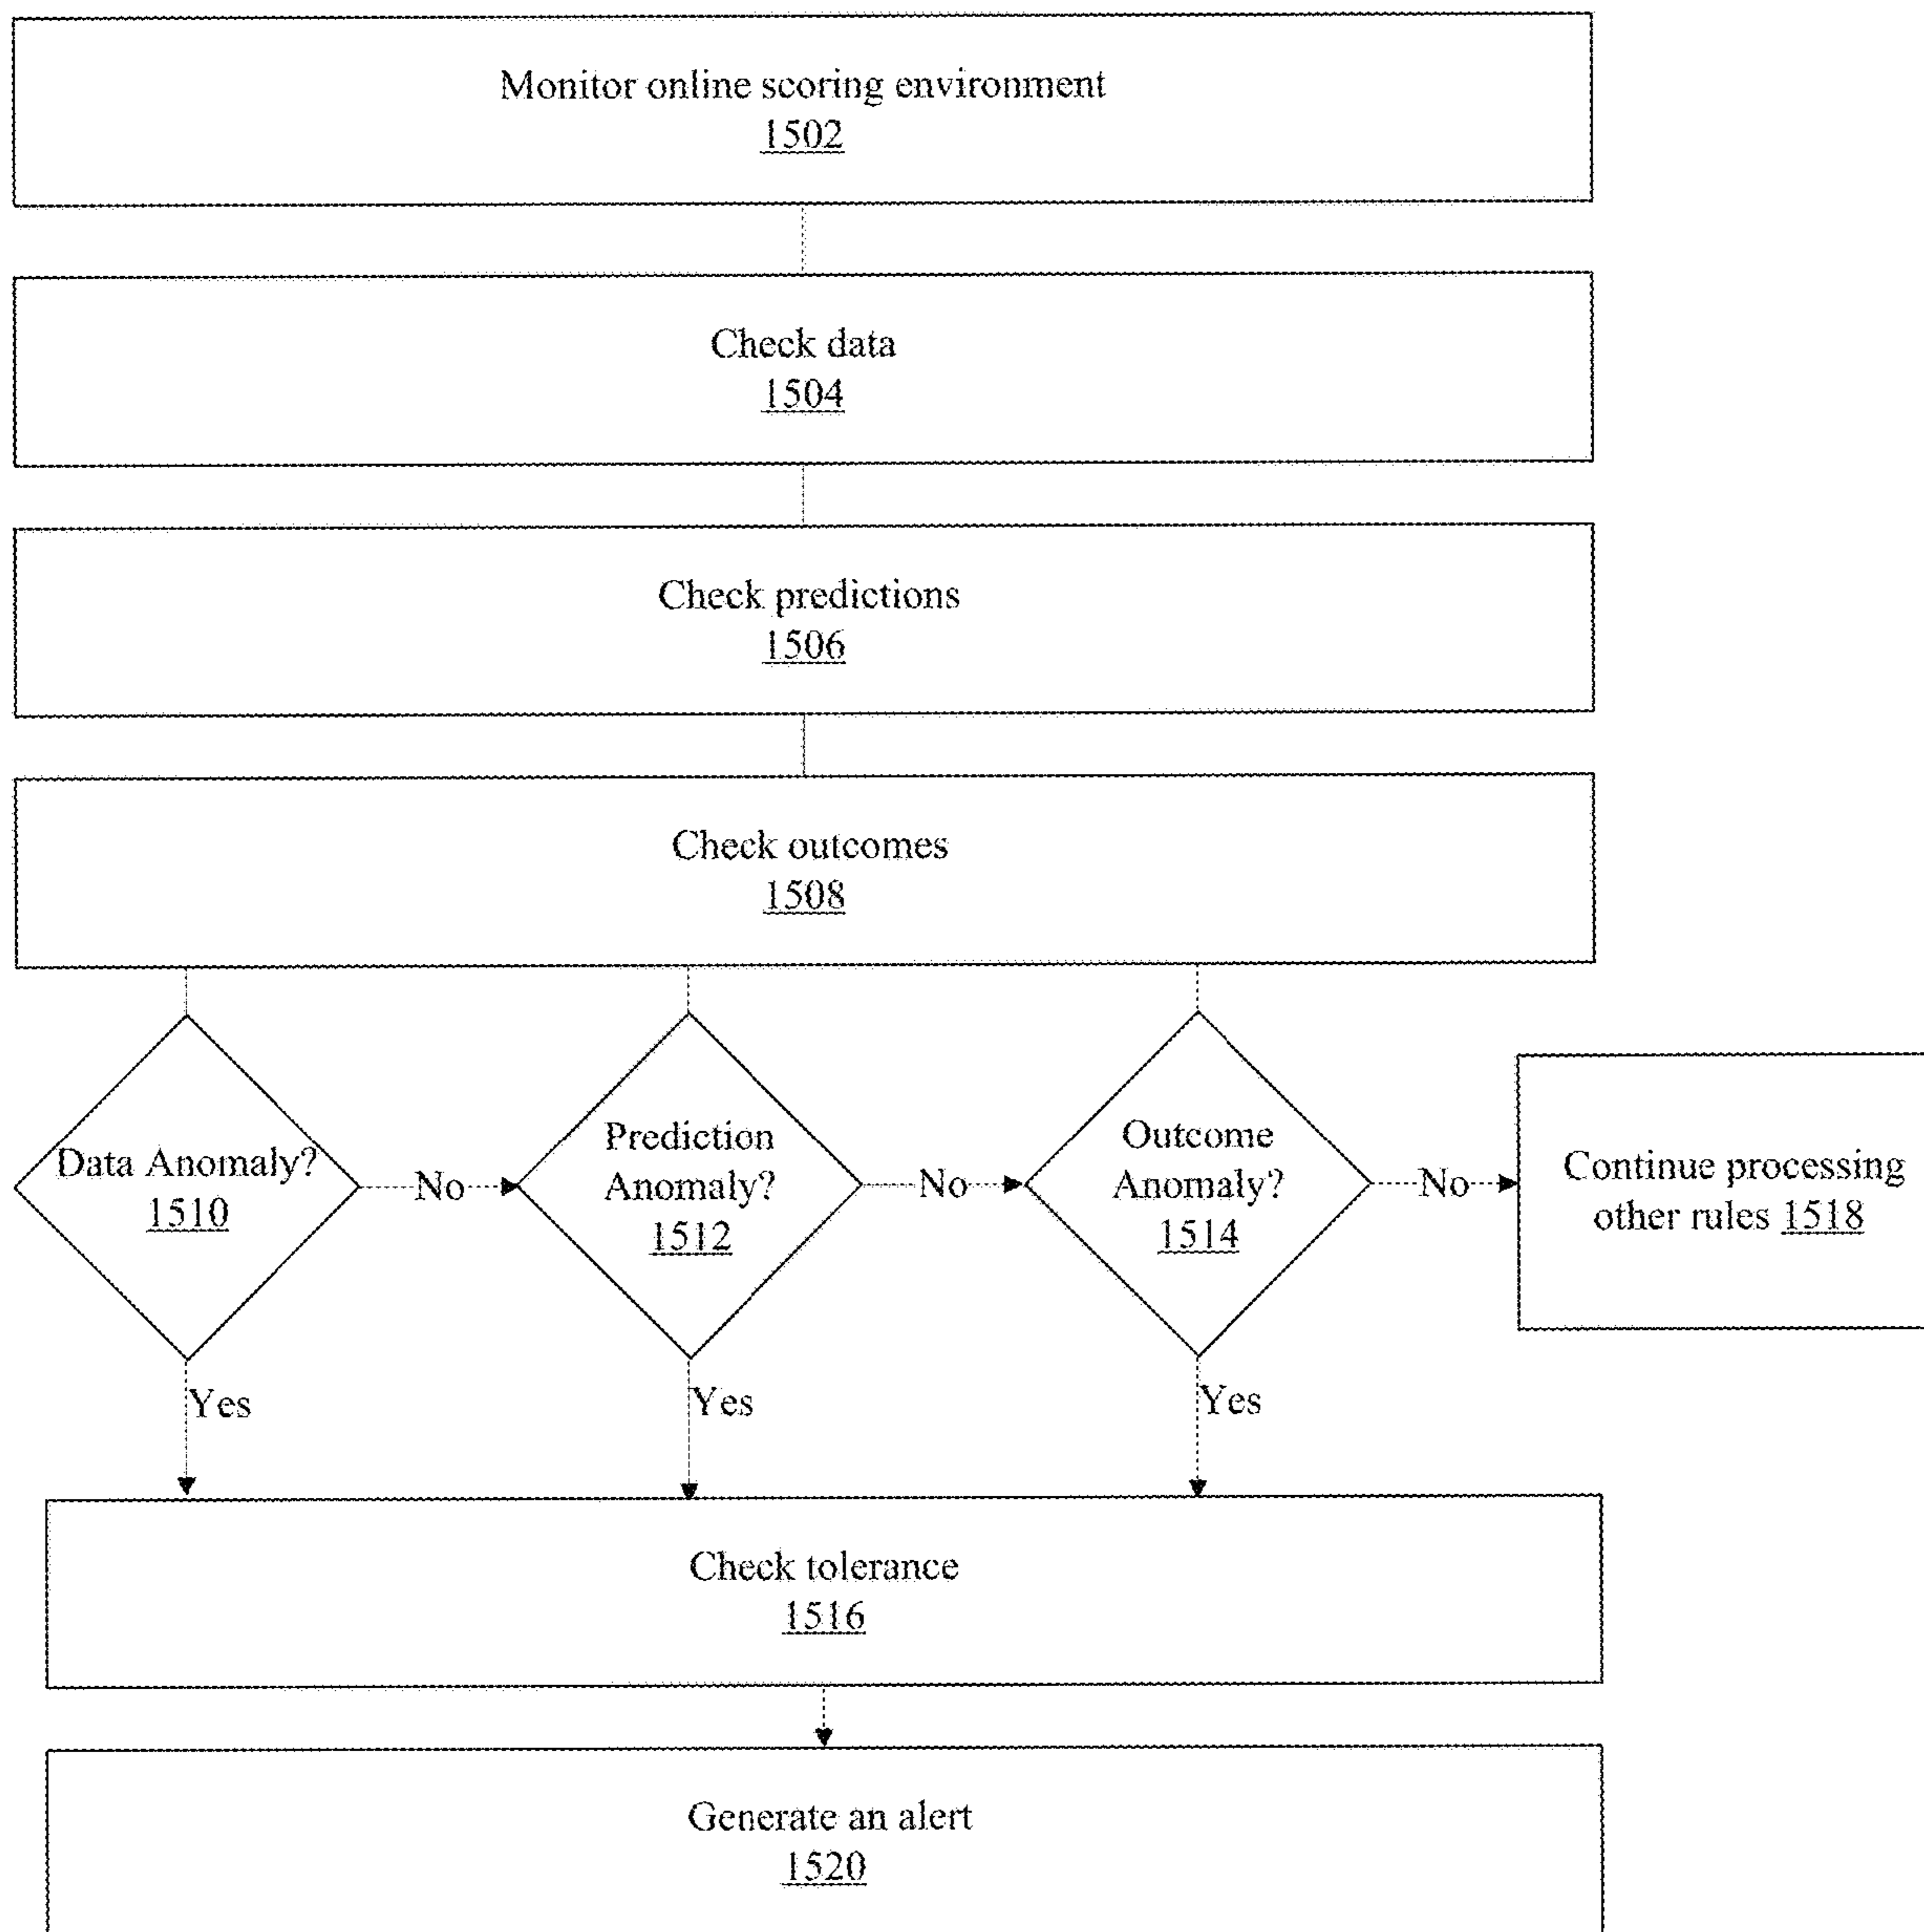 Monitor online scoring environment
1502
Check data
1504
Check predictions
1506
Check outcomes
1508
Data Anomaly?
1510
No
Prediction
Anomaly?
1512
No
Outcome
Anomaly?
1514
No
Continue processing
other rules 1518
Yes
Yes
Yes
Check tolerance
1516
Generate an alert
1520